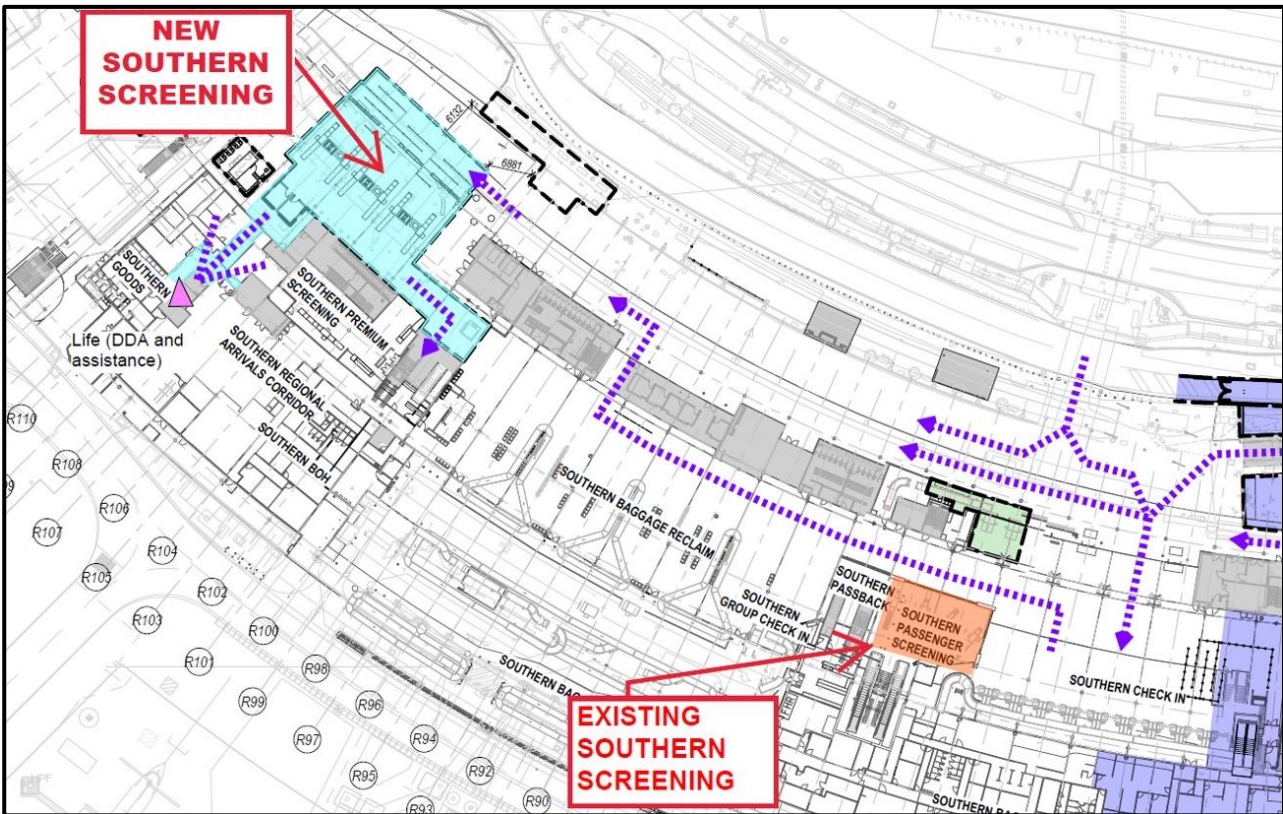 NEW
SOUTHERN
SCREENING
6132
6881
SOUTHERN
GOODS
SOUTHERN PREMIUM
SCREENING
Life (DDA and
assistance)
SOUTHERN REGIONAL
ARRIVALS CORRIDOR
SOUTHERN BOH
R110
R108
R107
R106
R105
R104
R103
R102
R101
R100
R99
R98
R97
R96
R95
R94
R93
R92
R90
SOUTHERN BAGGAGE RECLAIM
SOUTHERN
GROUP CHECK IN
SOUTHERN
PASSBACK
SOUTHERN
PASSENGER
SCREENING
SOUTHERN CHECK IN
EXISTING
SOUTHERN
SCREENING